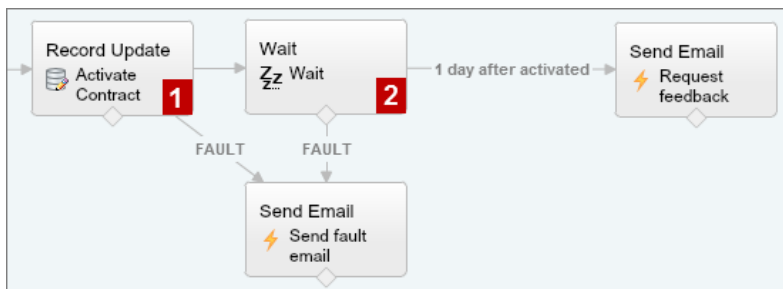 Record Update
Activate
Contract
1
Wait
Wait
2
1 day after activated
Send Email
Request
feedback
FAULT
FAULT
Send Email
Send fault
email